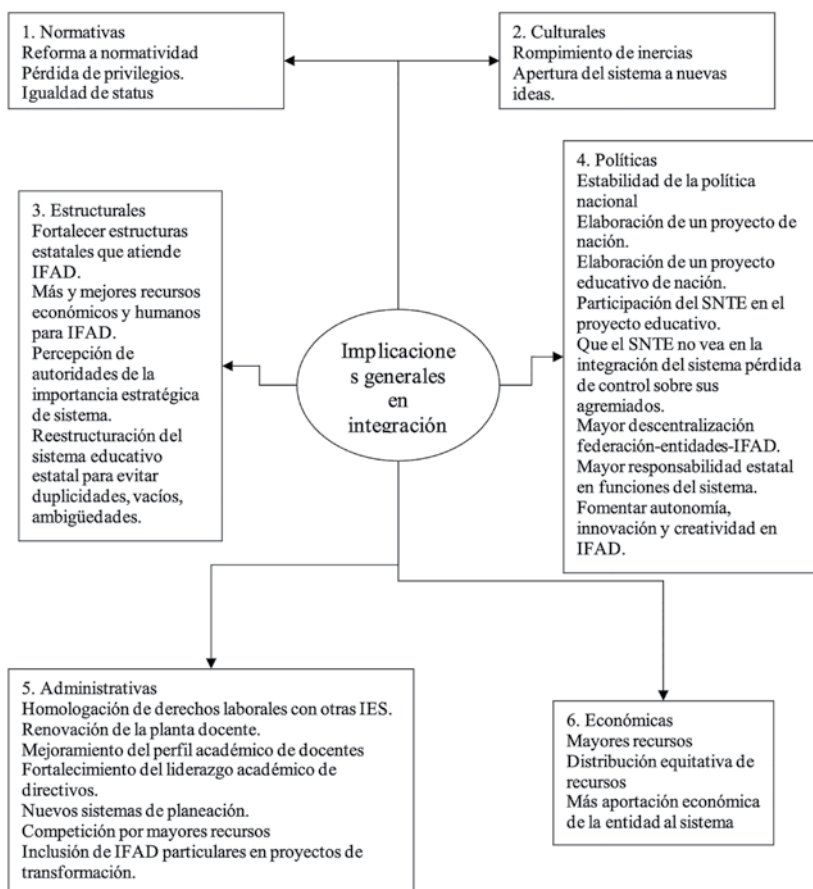 1. Normativas
Reforma a normatividad
Pérdida de privilegios.
Igualdad de status
2. Culturales
Rompimiento de inercias
Apertura del sistema a nuevas
ideas.
3. Estructurales
Fortalecer estructuras
estatales que atiende
IFAD.
Más y mejores recursos
económicos y humanos
para IFAD.
Percepción de
autoridades de la
importancia estratégica
de sistema.
Reestructuración del
sistema educativo
estatal para evitar
duplicidades, vacíos,
ambigüedades.
Implicacione
s generales
en
integración
4. Políticas
Estabilidad de la política
nacional
Elaboración de un proyecto de
nación.
Elaboración de un proyecto
educativo de nación.
Participación del SNTE en el
proyecto educativo.
Que el SNTE no vea en la
integración del sistema pérdida
de control sobre sus
agremiados.
Mayor descentralización
federación-entidades-IFAD.
Mayor responsabilidad estatal
en funciones del sistema.
Fomentar autonomía,
innovación y creatividad en
IFAD.
5. Administrativas
Homologación de derechos laborales con otras IES.
Renovación de la planta docente.
Mejoramiento del perfil académico de docentes
Fortalecimiento del liderazgo académico de
directivos.
Nuevos sistemas de planeación.
Competición por mayores recursos
Inclusión de IFAD particulares en proyectos de
transformación.
6. Económicas
Mayores recursos
Distribución equitativa de
recursos
Más aportación económica
de la entidad al sistema